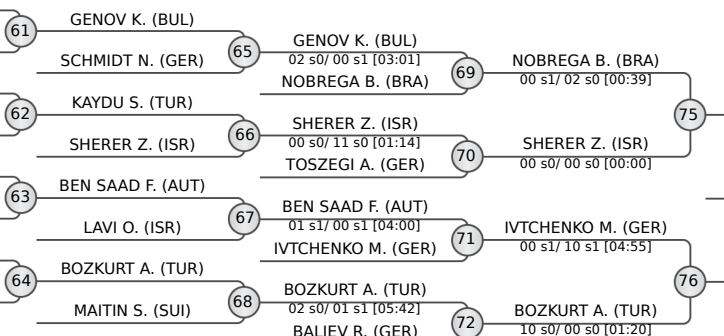 61
GENOV K. (BUL)
SCHMIDT N. (GER)
65
GENOV K. (BUL)
02 s0/ 00 s1 [03:01]
NOBREGA B. (BRA)
69
NOBREGA B. (BRA)
00 s1/ 02 s0 [00:39]
62
KAYDU S. (TUR)
SHERER Z. (ISR)
66
SHERER Z. (ISR)
00 s0/ 11 s0 [01:14]
TOSZEGI A. (GER)
70
SHERER Z. (ISR)
00 s0/ 00 s0 [00:00]
75
63
BEN SAAD F. (AUT)
LAVI O. (ISR)
67
BEN SAAD F. (AUT)
01 s1/ 00 s1 [04:00]
IVTCHENKO M. (GER)
71
IVTCHENKO M. (GER)
00 s1/ 10 s1 [04:55]
64
BOZKURT A. (TUR)
MAITIN S. (SUI)
68
BOZKURT A. (TUR)
02 s0/ 01 s1 [05:42]
BALIEV R. (GER)
72
BOZKURT A. (TUR)
10 s0/ 00 s0 [01:20]
76